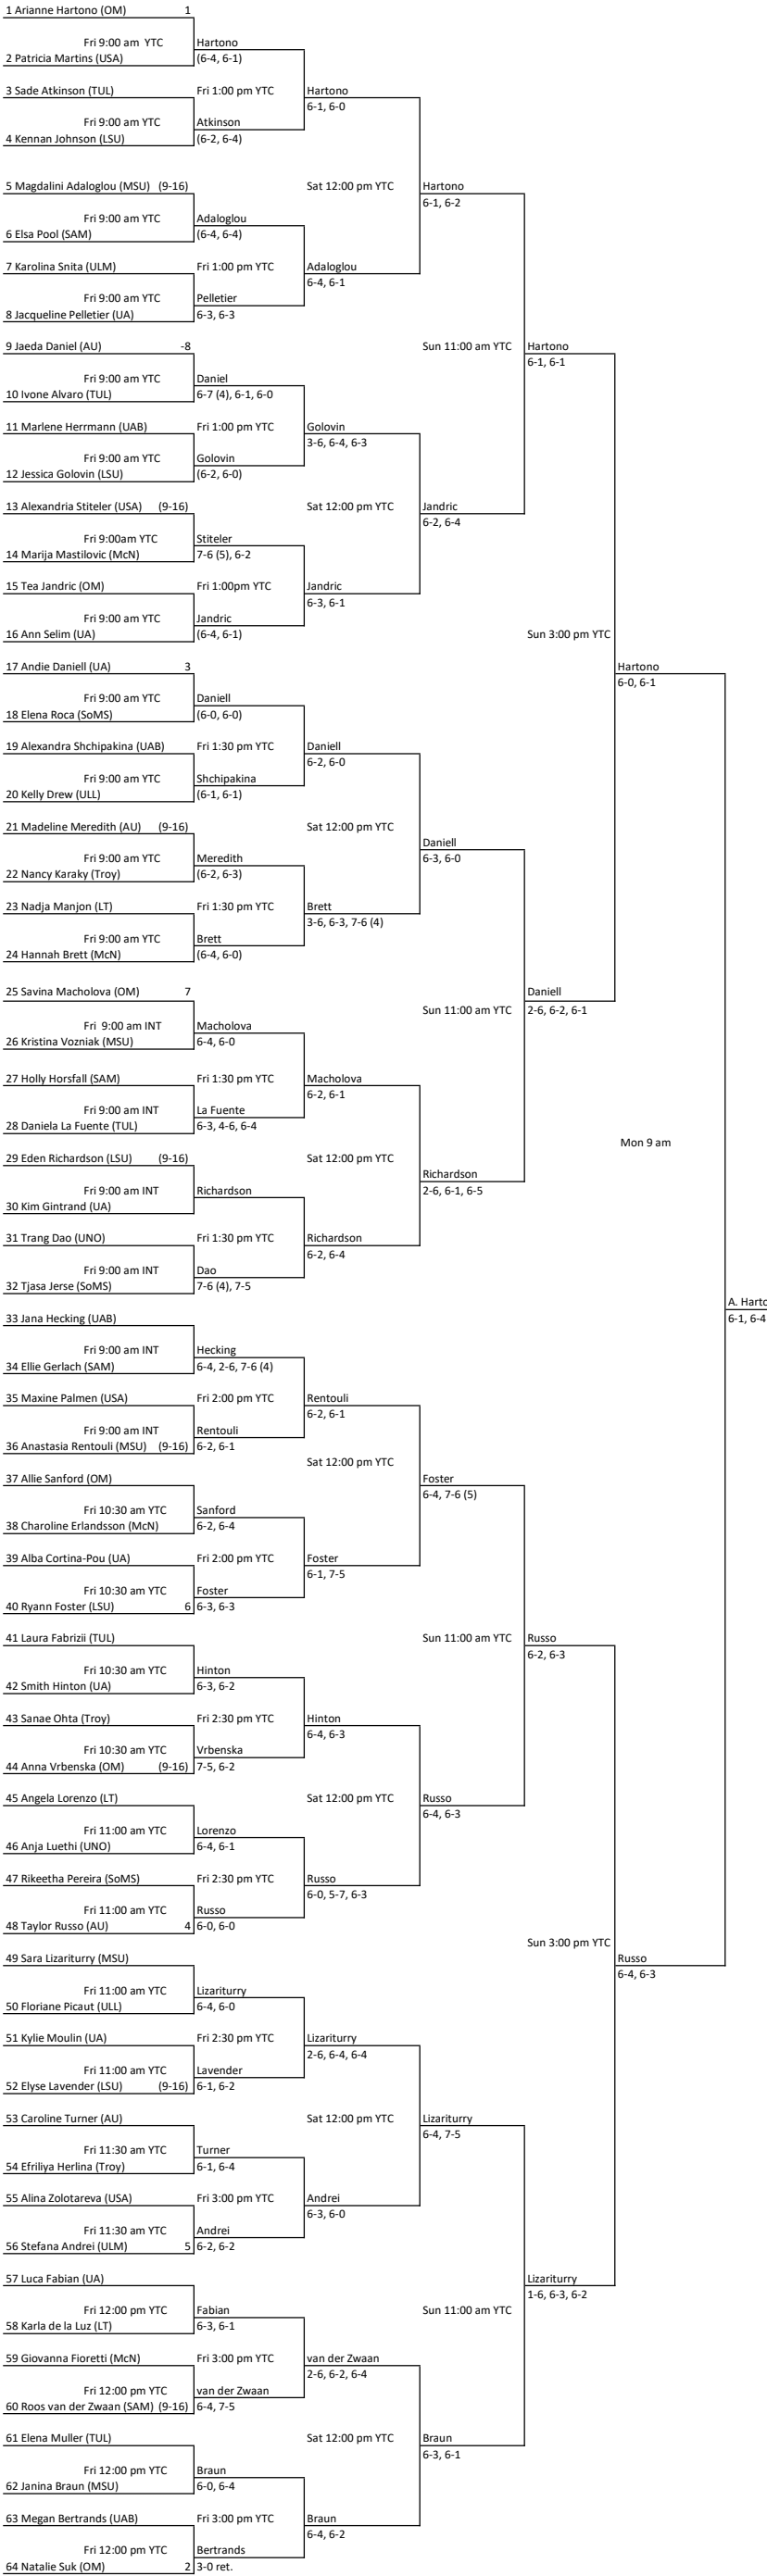 1 Arianne Hartono (OM) 1
Fri 9:00 am YTC Hartono
2 Patricia Martins (USA) (6-4, 6-1)
3 Sade Atkinson (TUL) Fri 1:00 pm YTC Hartono
6-1, 6-0
Fri 9:00 am YTC Atkinson
4 Kennan Johnson (LSU) (6-2, 6-4)
5 Magdalini Adaloglou (MSU) (9-16) Sat 12:00 pm YTC Hartono
6-1, 6-2
Fri 9:00 am YTC Adaloglou
6 Elsa Pool (SAM) (6-4, 6-4)
7 Karolina Snita (ULM) Fri 1:00 pm YTC Adaloglou
6-4, 6-1
Fri 9:00 am YTC Pelletier
8 Jacqueline Pelletier (UA) 6-3, 6-3
9 Jaeda Daniel (AU) -8 Sun 11:00 am YTC Hartono
6-1, 6-1
Fri 9:00 am YTC Daniel
10 Ivone Alvaro (TUL) 6-7 (4), 6-1, 6-0
11 Marlene Herrmann (UAB) Fri 1:00 pm YTC Golovin
3-6, 6-4, 6-3
Fri 9:00 am YTC Golovin
12 Jessica Golovin (LSU) (6-2, 6-0)
13 Alexandria Stiteler (USA) (9-16) Sat 12:00 pm YTC Jandric
6-2, 6-4
Fri 9:00am YTC Stiteler
14 Marija Mastilovic (McN) 7-6 (5), 6-2
15 Tea Jandric (OM) Fri 1:00pm YTC Jandric
6-3, 6-1
Fri 9:00 am YTC Jandric
16 Ann Selim (UA) (6-4, 6-1)
Sun 3:00 pm YTC
17 Andie Daniell (UA) 3 Hartono
6-0, 6-1
Fri 9:00 am YTC Daniell
18 Elena Roca (SoMS) (6-0, 6-0)
19 Alexandra Shchipakina (UAB) Fri 1:30 pm YTC Daniell
6-2, 6-0
Fri 9:00 am YTC Shchipakina
20 Kelly Drew (ULL) (6-1, 6-1)
21 Madeline Meredith (AU) (9-16) Sat 12:00 pm YTC
Daniell
6-3, 6-0
Fri 9:00 am YTC Meredith
22 Nancy Karaky (Troy) (6-2, 6-3)
23 Nadja Manjon (LT) Fri 1:30 pm YTC Brett
3-6, 6-3, 7-6 (4)
Fri 9:00 am YTC Brett
24 Hannah Brett (McN) (6-4, 6-0)
25 Savina Macholova (OM) 7 Daniell
Sun 11:00 am YTC 2-6, 6-2, 6-1
Fri 9:00 am INT Macholova
26 Kristina Vozniak (MSU) 6-4, 6-0
27 Holly Horsfall (SAM) Fri 1:30 pm YTC Macholova
6-2, 6-1
Fri 9:00 am INT La Fuente
28 Daniela La Fuente (TUL) 6-3, 4-6, 6-4
Mon 9 am
29 Eden Richardson (LSU) (9-16) Sat 12:00 pm YTC
Richardson
2-6, 6-1, 6-5
Fri 9:00 am INT Richardson
30 Kim Gintrand (UA)
31 Trang Dao (UNO) Fri 1:30 pm YTC Richardson
6-2, 6-4
Fri 9:00 am INT Dao
32 Tjasa Jerse (SoMS) 7-6 (4), 7-5
A. Harto
33 Jana Hecking (UAB) 6-1, 6-4
Fri 9:00 am INT Hecking
34 Ellie Gerlach (SAM) 6-4, 2-6, 7-6 (4)
35 Maxine Palmen (USA) Fri 2:00 pm YTC Rentouli
6-2, 6-1
Fri 9:00 am INT Rentouli
36 Anastasia Rentouli (MSU) (9-16) 6-2, 6-1
Sat 12:00 pm YTC
37 Allie Sanford (OM) Foster
6-4, 7-6 (5)
Fri 10:30 am YTC Sanford
38 Charoline Erlandsson (McN) 6-2, 6-4
39 Alba Cortina-Pou (UA) Fri 2:00 pm YTC Foster
6-1, 7-5
Fri 10:30 am YTC Foster
40 Ryann Foster (LSU) 6 6-3, 6-3
41 Laura Fabrizii (TUL) Sun 11:00 am YTC Russo
6-2, 6-3
Fri 10:30 am YTC Hinton
42 Smith Hinton (UA) 6-3, 6-2
43 Sanae Ohta (Troy) Fri 2:30 pm YTC Hinton
6-4, 6-3
Fri 10:30 am YTC Vrbenska
44 Anna Vrbenska (OM) (9-16) 7-5, 6-2
45 Angela Lorenzo (LT) Sat 12:00 pm YTC Russo
6-4, 6-3
Fri 11:00 am YTC Lorenzo
46 Anja Luethi (UNO) 6-4, 6-1
47 Rikeetha Pereira (SoMS) Fri 2:30 pm YTC Russo
6-0, 5-7, 6-3
Fri 11:00 am YTC Russo
48 Taylor Russo (AU) 4 6-0, 6-0
Sun 3:00 pm YTC
49 Sara Lizariturry (MSU) Russo
6-4, 6-3
Fri 11:00 am YTC Lizariturry
50 Floriane Picaut (ULL) 6-4, 6-0
51 Kylie Moulin (UA) Fri 2:30 pm YTC Lizariturry
2-6, 6-4, 6-4
Fri 11:00 am YTC Lavender
52 Elyse Lavender (LSU) (9-16) 6-1, 6-2
53 Caroline Turner (AU) Sat 12:00 pm YTC Lizariturry
6-4, 7-5
Fri 11:30 am YTC Turner
54 Efriliya Herlina (Troy) 6-1, 6-4
55 Alina Zolotareva (USA) Fri 3:00 pm YTC Andrei
6-3, 6-0
Fri 11:30 am YTC Andrei
56 Stefana Andrei (ULM) 5 6-2, 6-2
57 Luca Fabian (UA) Lizariturry
1-6, 6-3, 6-2
Fri 12:00 pm YTC Fabian Sun 11:00 am YTC
58 Karla de la Luz (LT) 6-3, 6-1
59 Giovanna Fioretti (McN) Fri 3:00 pm YTC van der Zwaan
2-6, 6-2, 6-4
Fri 12:00 pm YTC van der Zwaan
60 Roos van der Zwaan (SAM) (9-16) 6-4, 7-5
61 Elena Muller (TUL) Sat 12:00 pm YTC Braun
6-3, 6-1
Fri 12:00 pm YTC Braun
62 Janina Braun (MSU) 6-0, 6-4
63 Megan Bertrands (UAB) Fri 3:00 pm YTC Braun
6-4, 6-2
Fri 12:00 pm YTC Bertrands
64 Natalie Suk (OM) 2 3-0 ret.